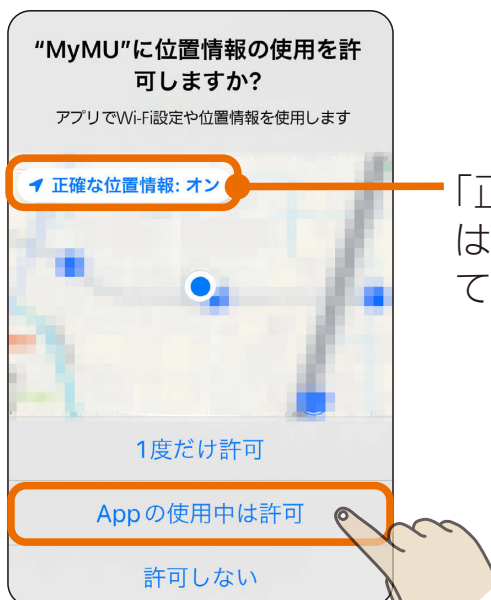 “MyMU”に位置情報の使用を許
可しますか?
アプリでWi-Fi設定や位置情報を使用します
正確な位置情報: オン
「正
は
て
1度だけ許可
Appの使用中は許可
許可しない